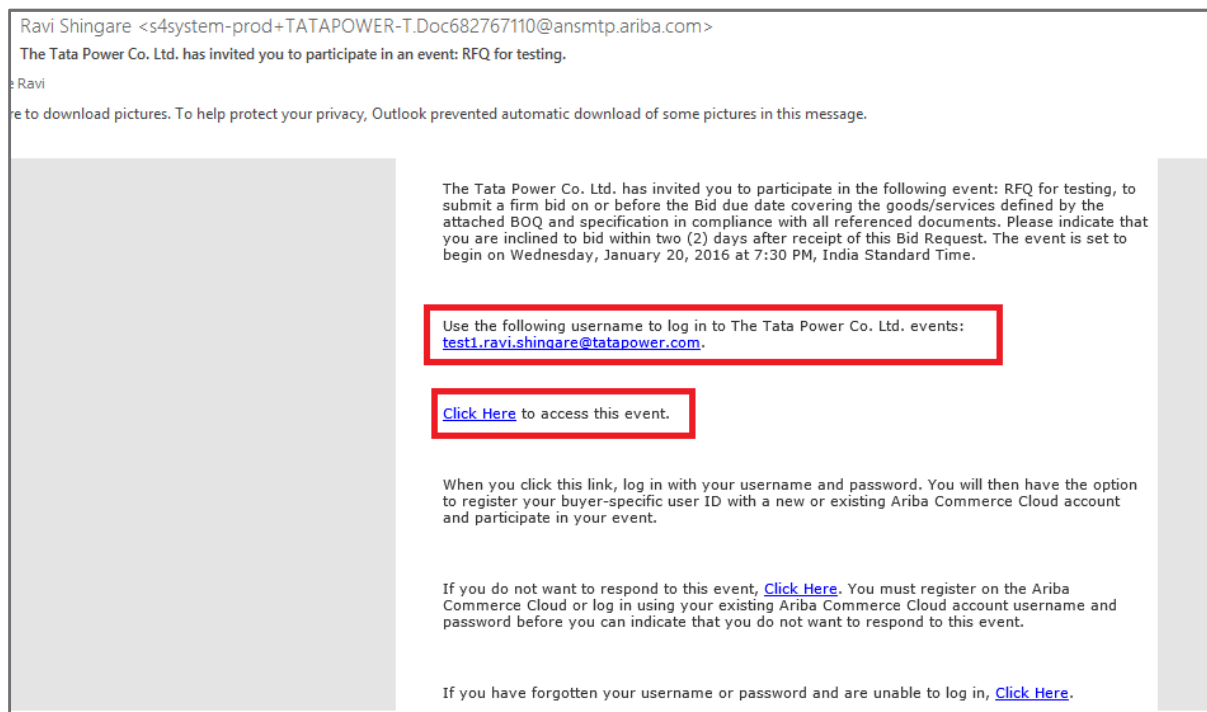 Ravi Shingare <s4system-prod+TATAPOWER-T.Doc682767110@ansmtp.ariba.com>
The Tata Power Co. Ltd. has invited you to participate in an event: RFQ for testing.
e Ravi
re to download pictures. To help protect your privacy, Outlook prevented automatic download of some pictures in this message.
The Tata Power Co. Ltd. has invited you to participate in the following event: RFQ for testing, to
submit a firm bid on or before the Bid due date covering the goods/services defined by the
attached BOQ and specification in compliance with all referenced documents. Please indicate that
you are inclined to bid within two (2) days after receipt of this Bid Request. The event is set to
begin on Wednesday, January 20, 2016 at 7:30 PM, India Standard Time.
Use the following username to log in to The Tata Power Co. Ltd. events:
test1.ravi.shingare@tatapower.com.
Click Here to access this event.
When you click this link, log in with your username and password. You will then have the option
to register your buyer-specific user ID with a new or existing Ariba Commerce Cloud account
and participate in your event.
If you do not want to respond to this event, Click Here. You must register on the Ariba
Commerce Cloud or log in using your existing Ariba Commerce Cloud account username and
password before you can indicate that you do not want to respond to this event.
If you have forgotten your username or password and are unable to log in, Click Here.